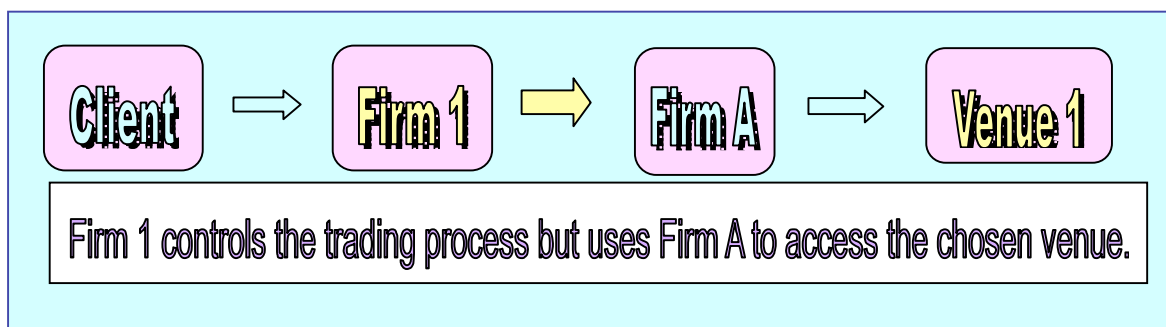 Client Firm 1 Firm A Venue 1
Firm 1 controls the trading process but uses Firm A to access the chosen venue.